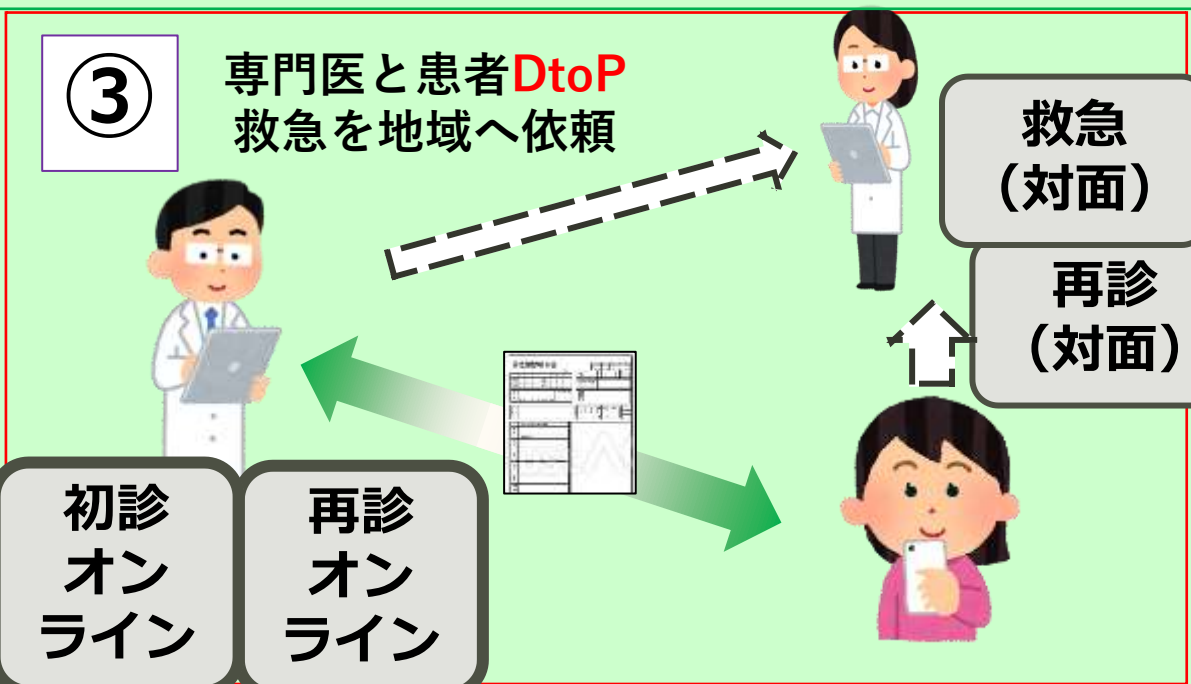 ③
専門医と患者DtoP
救急を地域へ依頼
救急
（対面）
再診
（対面）
初診
オン
ライン
再診
オン
ライン